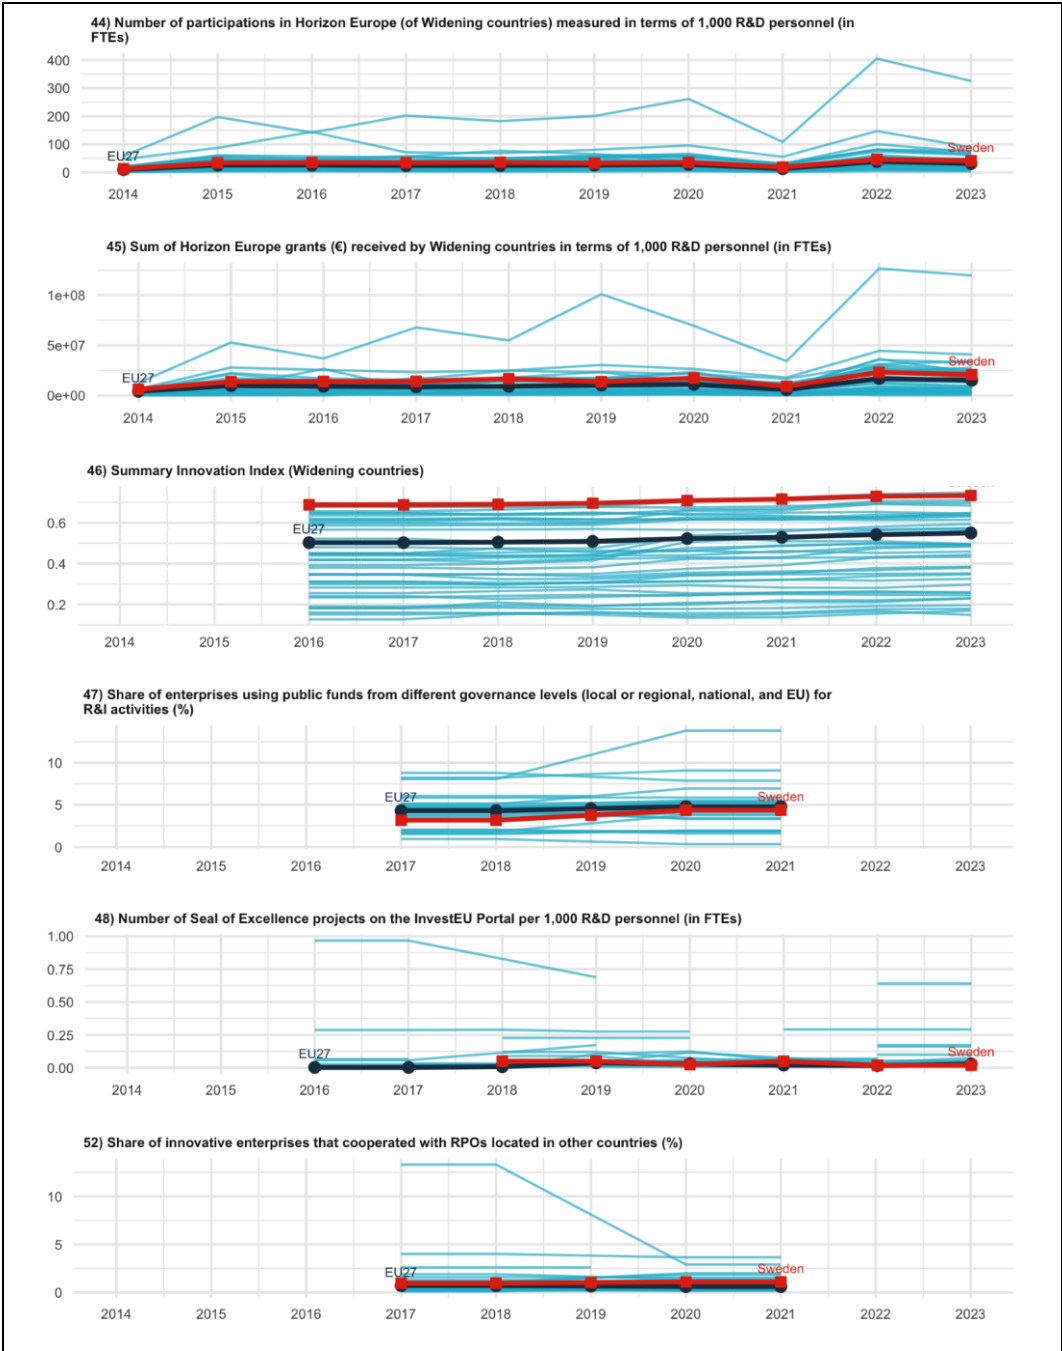 44) Number of participations in Horizon Europe (of Widening countries) measured in terms of 1,000 R&D personnel (in
FTEs)
400
300
200
100
0
EU27
Sweden
2014 2015 2016 2017 2018 2019 2020 2021 2022 2023
45) Sum of Horizon Europe grants (€) received by Widening countries in terms of 1,000 R&D personnel (in FTEs)
1e+08
5e+07
0e+00
EU27
Sweden
2014 2015 2016 2017 2018 2019 2020 2021 2022 2023
46) Summary Innovation Index (Widening countries)
0.6
0.4
0.2
EU27
2014 2015 2016 2017 2018 2019 2020 2021 2022 2023
47) Share of enterprises using public funds from different governance levels (local or regional, national, and EU) for
R&I activities (%)
10
5
0
EU27
Sweden
2014 2015 2016 2017 2018 2019 2020 2021 2022 2023
48) Number of Seal of Excellence projects on the InvestEU Portal per 1,000 R&D personnel (in FTEs)
1.00
0.75
0.50
0.25
0.00
EU27
Sweden
2014 2015 2016 2017 2018 2019 2020 2021 2022 2023
52) Share of innovative enterprises that cooperated with RPOs located in other countries (%)
10
5
0
EU27
Sweden
2014 2015 2016 2017 2018 2019 2020 2021 2022 2023